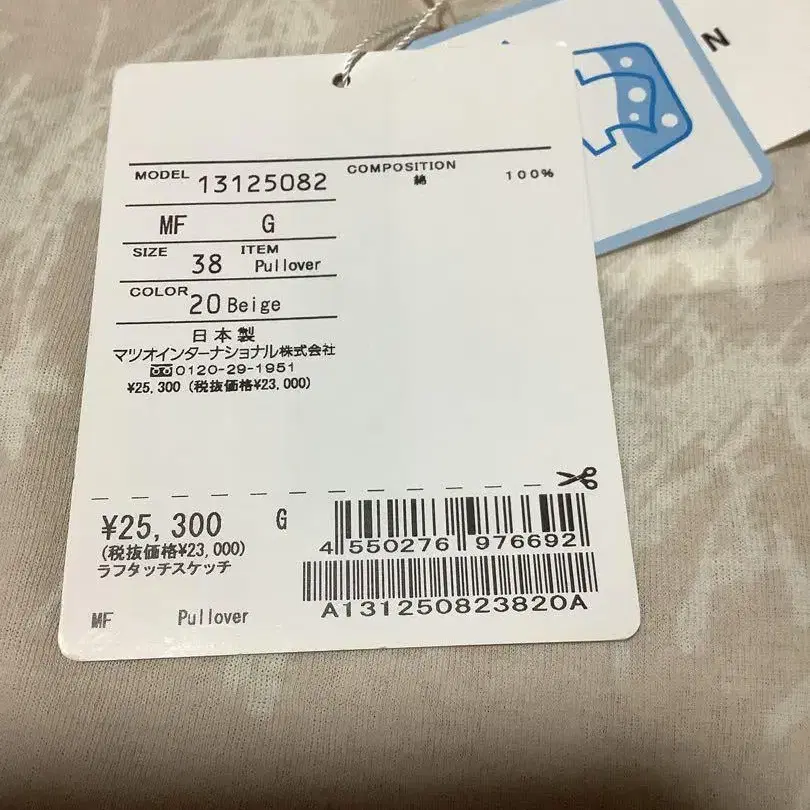 N
MODEL 13125082
COMPOSITION
綿 100%
MF G
SIZE 38 ITEM Pullover
COLOR 20 Beige
日本製
マツオインターナショナル株式会社
0120-29-1951
¥25,300 (税抜価格¥23,000)
¥25,300 G
(税抜価格¥23,000)
ラフタッチスケッチ
MF Pullover
4 550276 976692
A131250823820A